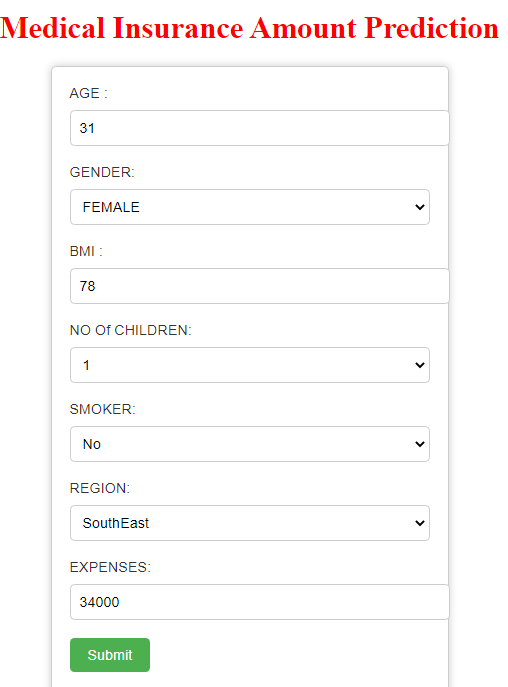 Medical Insurance Amount Prediction
AGE :
31
GENDER:
FEMALE
BMI :
78
NO Of CHILDREN:
1
SMOKER:
No
REGION:
SouthEast
EXPENSES:
34000
Submit